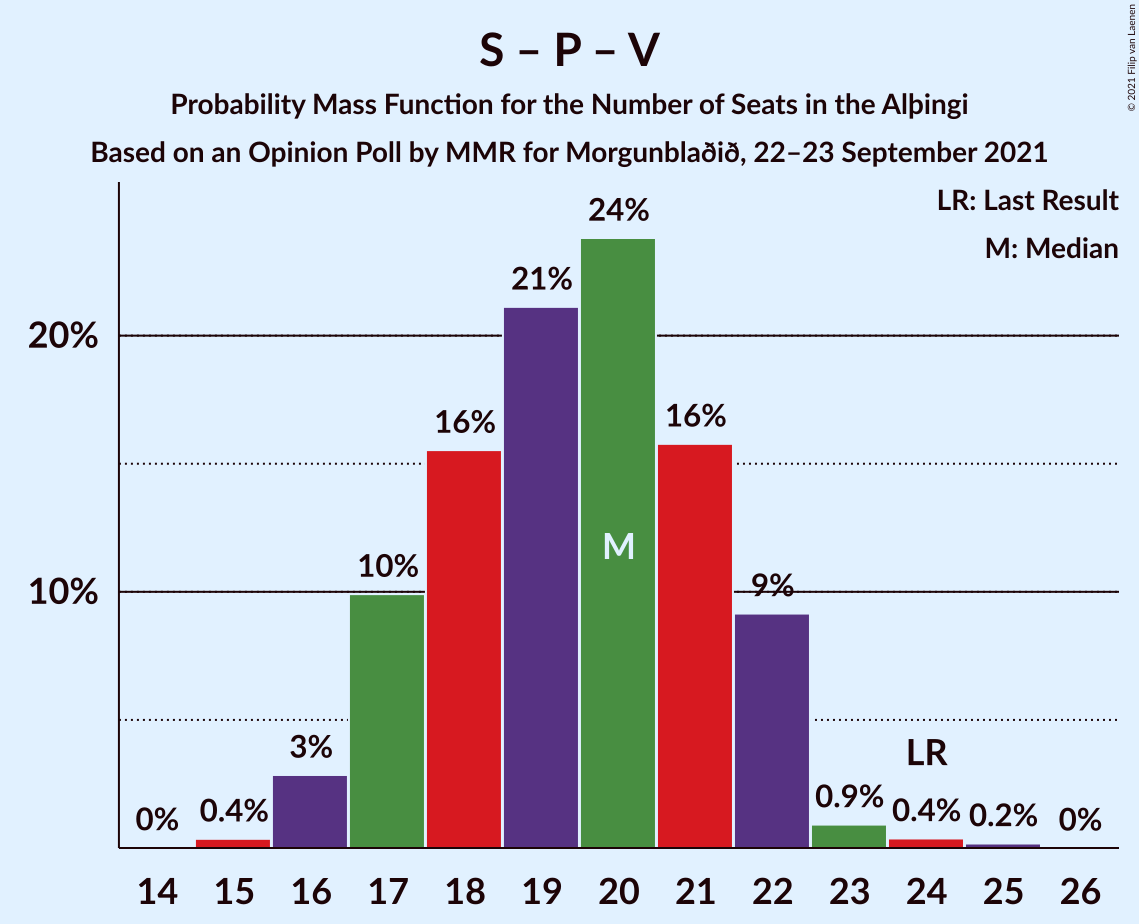 S – P – V
Probability Mass Function for the Number of Seats in the Alþingi
Based on an Opinion Poll by MMR for Morgunblaðið, 22–23 September 2021
© 2021 Filip van Laenen
LR: Last Result
M: Median
20%
10%
0%
0.4%
3%
10%
16%
21%
24%
16%
9%
0.9%
0.4%
0.2%
0%
M
LR
14 15 16 17 18 19 20 21 22 23 24 25 26